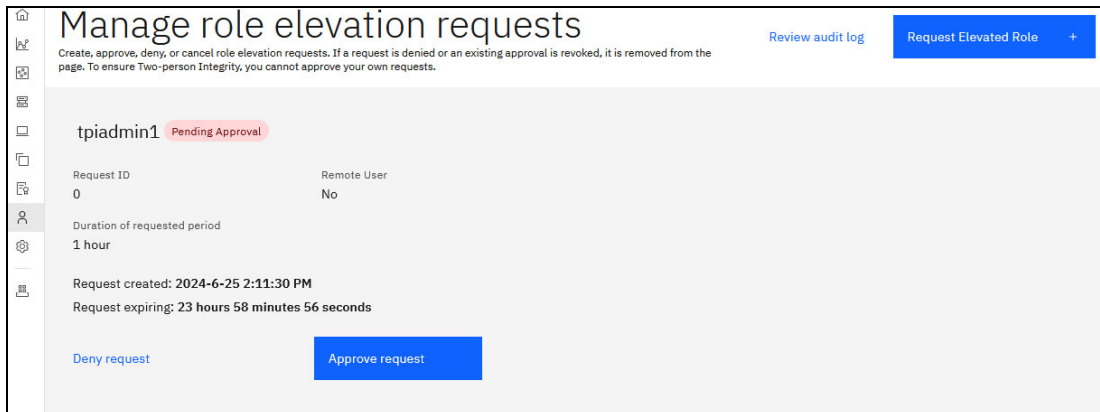 Manage role elevation requests
Create, approve, deny, or cancel role elevation requests. If a request is denied or an existing approval is revoked, it is removed from the
page. To ensure Two-person Integrity, you cannot approve your own requests.
Review audit log
Request Elevated Role +
tpiadmin1 Pending Approval
Request ID
0
Remote User
No
Duration of requested period
1 hour
Request created: 2024-6-25 2:11:30 PM
Request expiring: 23 hours 58 minutes 56 seconds
Deny request
Approve request